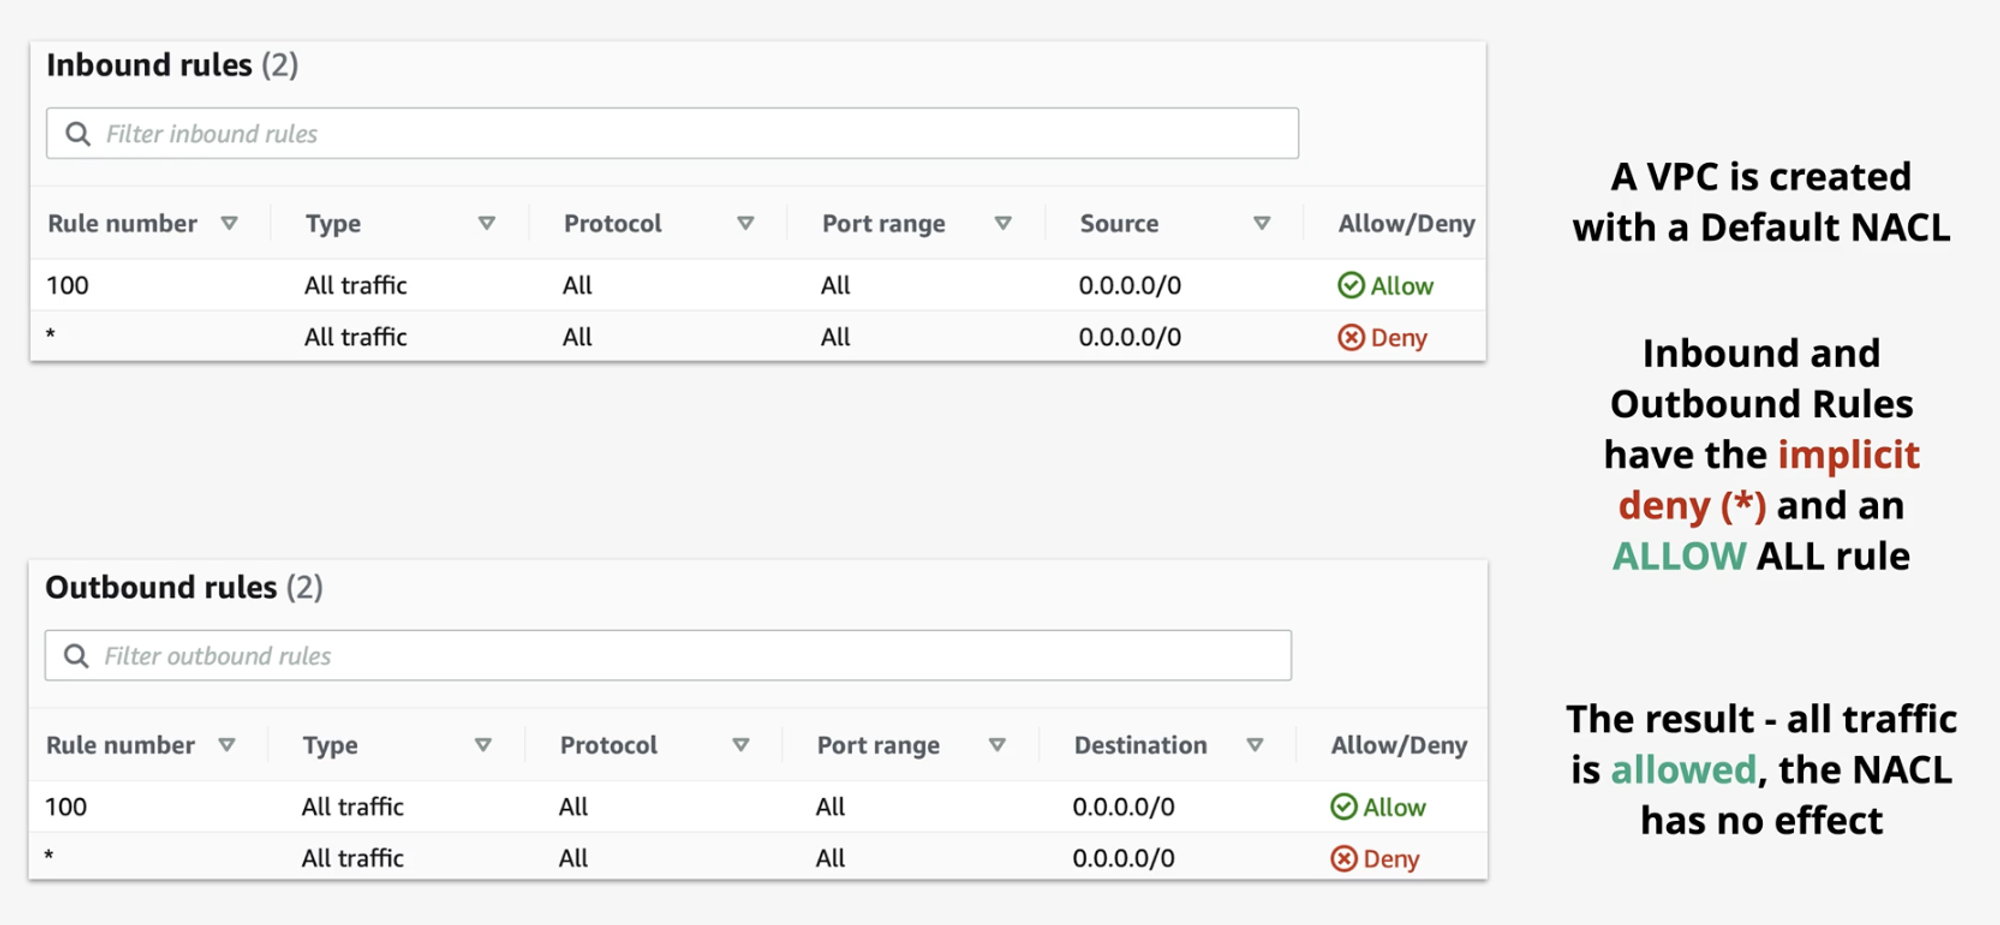 Inbound rules (2)
Filter inbound rules
Rule number Type Protocol Port range Source Allow/Deny
100 All traffic All All 0.0.0.0/0 Allow
* All traffic All All 0.0.0.0/0 Deny
Outbound rules (2)
Filter outbound rules
Rule number Type Protocol Port range Destination Allow/Deny
100 All traffic All All 0.0.0.0/0 Allow
* All traffic All All 0.0.0.0/0 Deny
A VPC is created
with a Default NACL
Inbound and
Outbound Rules
have the implicit
deny (*) and an
ALLOW ALL rule
The result - all traffic
is allowed, the NACL
has no effect